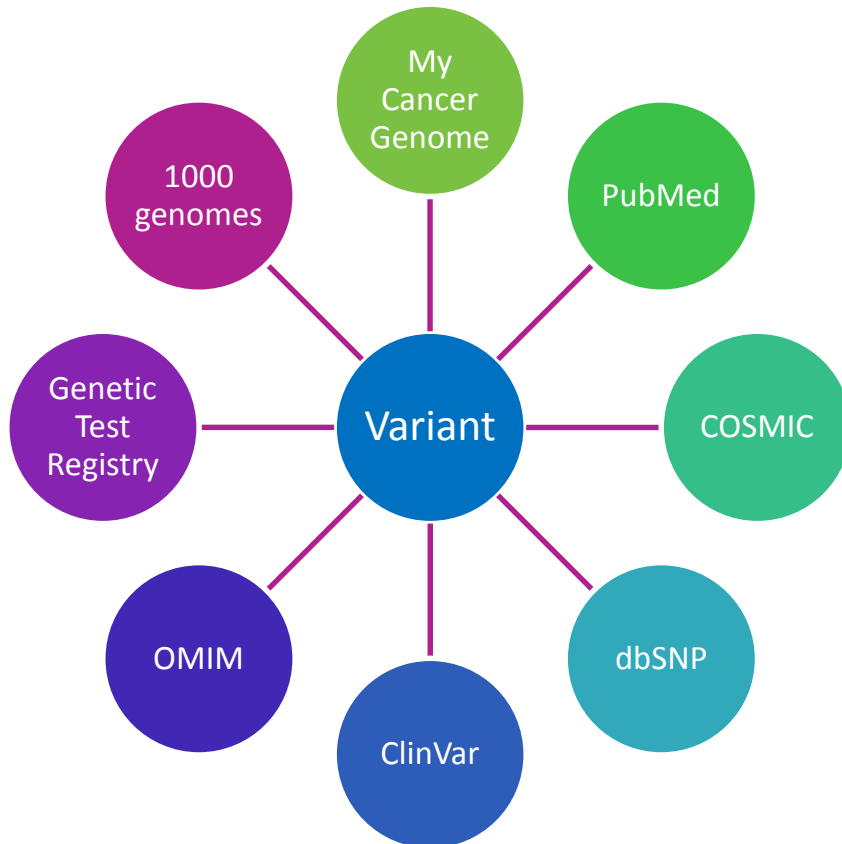 My
Cancer
Genome
PubMed
COSMIC
dbSNP
ClinVar
OMIM
Genetic
Test
Registry
1000
genomes
Variant